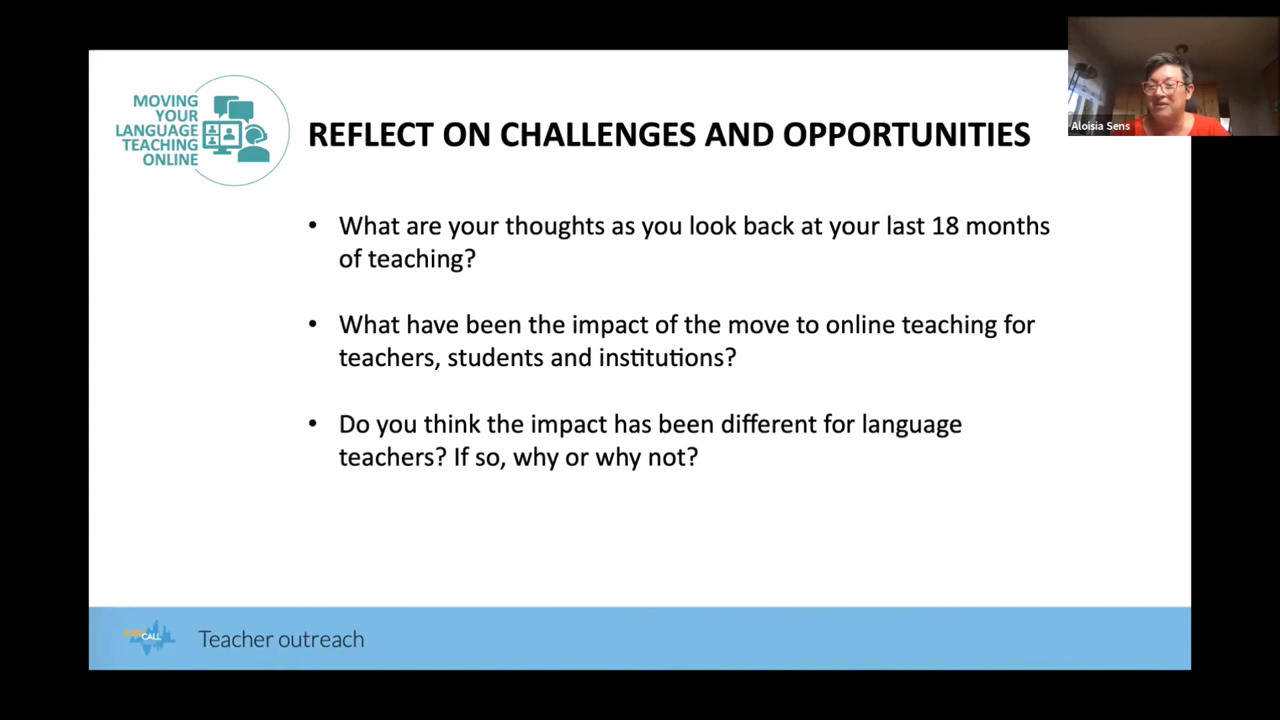 MOVING
YOUR
LANGUAGE
TEACHING
ONLINE
REFLECT ON CHALLENGES AND OPPORTUNITIES
• What are your thoughts as you look back at your last 18 months
of teaching?
• What have been the impact of the move to online teaching for
teachers, students and institutions?
• Do you think the impact has been different for language
teachers? If so, why or why not?
Aloisia Sens
CALL
Teacher outreach